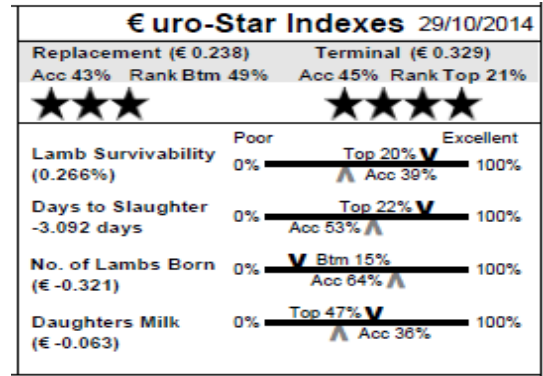 € uro-Star Indexes 29/10/2014
Replacement (€ 0.238) Terminal (€ 0.329)
Acc 43% Rank Btm 49% Acc 45% Rank Top 21%
Poor Excellent
Lamb Survivability 0% Top 20% V 100%
(0.266%) Acc 39%
Days to Slaughter 0% Top 22% V 100%
-3.092 days Acc 53%
No. of Lambs Born 0% V Btm 15% 100%
(€ -0.321) Acc 64%
Daughters Milk 0% Top 47% V 100%
(€ -0.063) Acc 36%